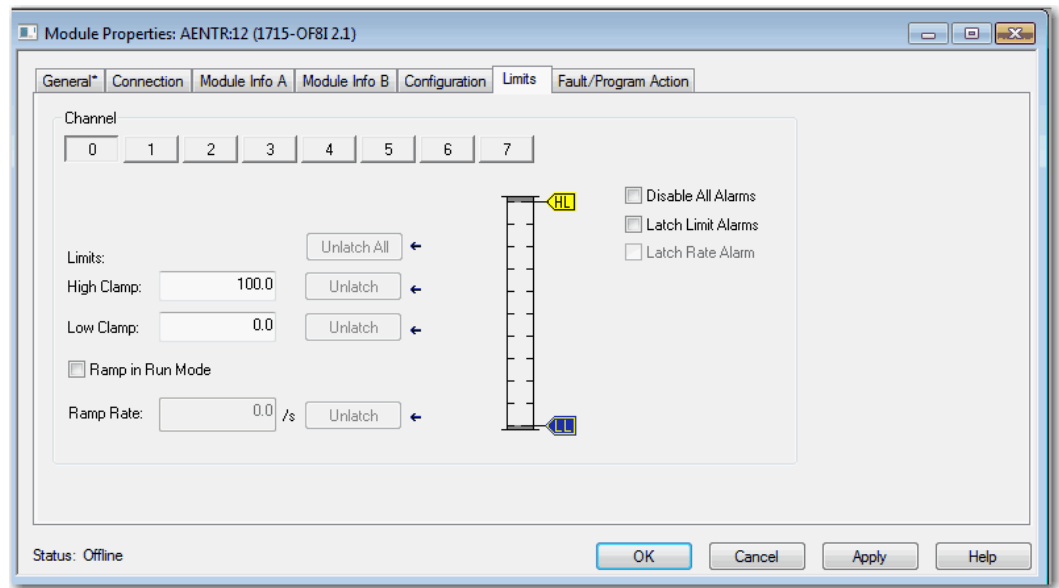 Module Properties: AENTR:12 (1715-OF8I 2.1)
General* Connection Module Info A Module Info B Configuration Limits Fault/Program Action
Channel
0 1 2 3 4 5 6 7
HL
Disable All Alarms
Latch Limit Alarms
Latch Rate Alarm
Unlatch All
Limits:
High Clamp: 100.0 Unlatch
Low Clamp: 0.0 Unlatch
Ramp in Run Mode
Ramp Rate: 0.0 /s Unlatch
LL
Status: Offline OK Cancel Apply Help